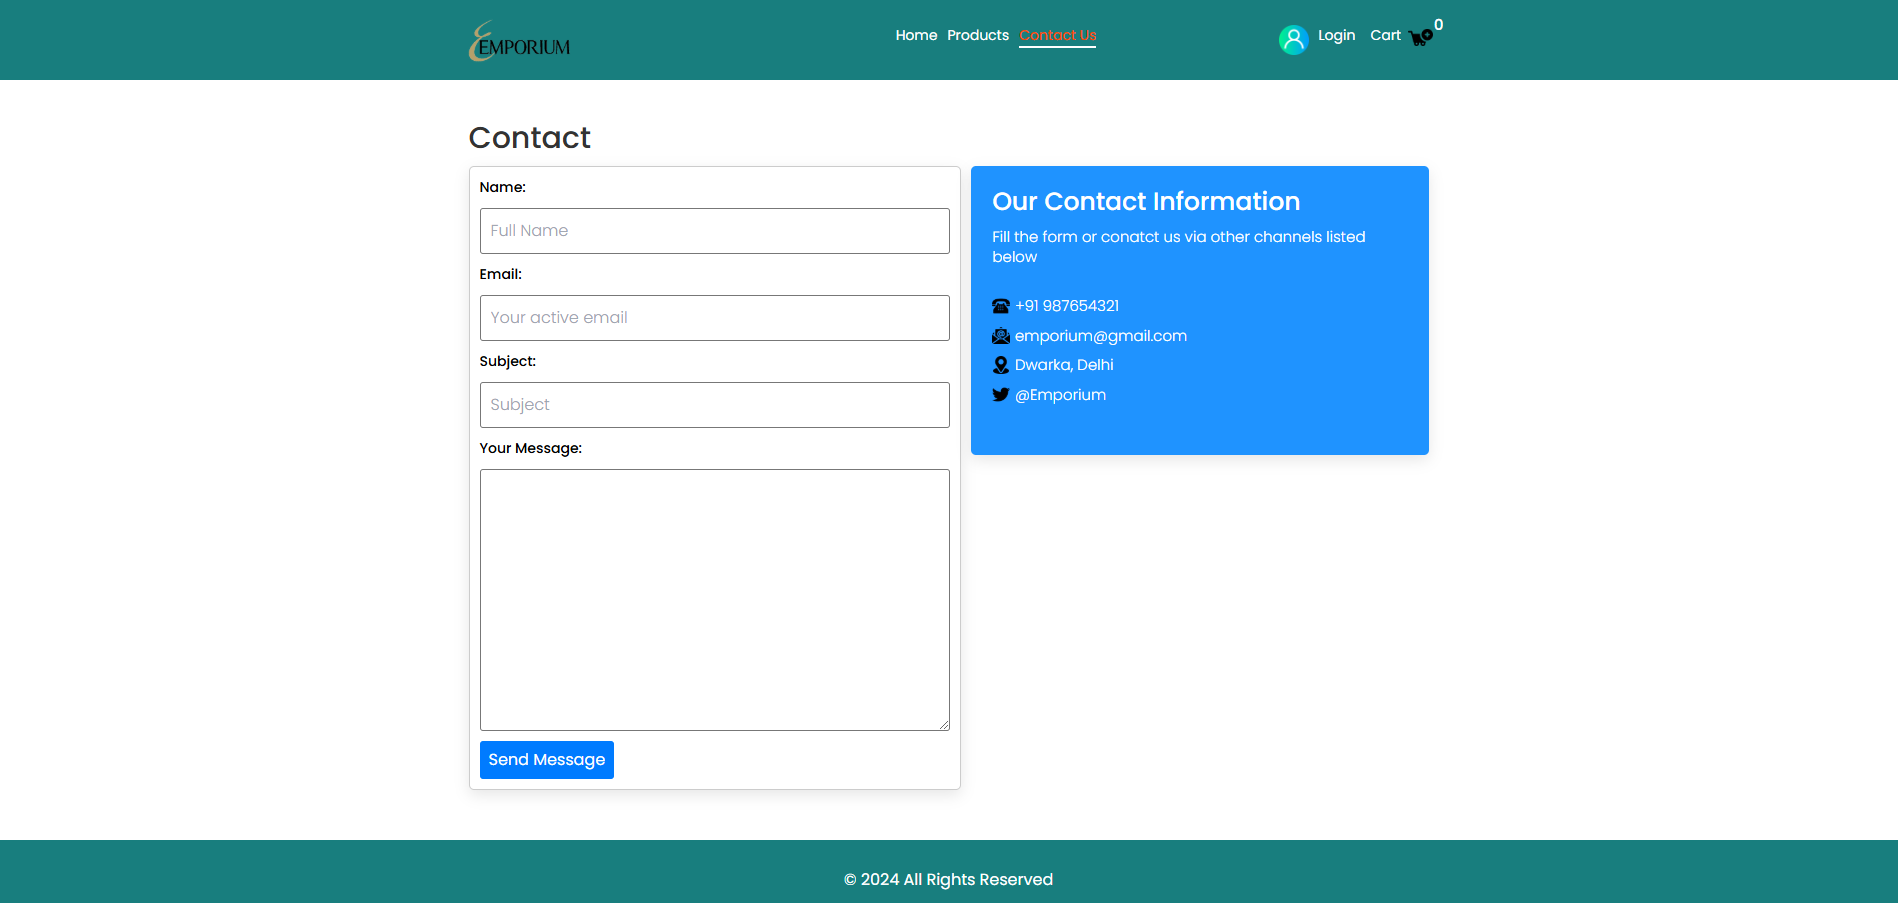 EMPORIUM
Home Products Contact Us
Login Cart 0
Contact
Name:
Full Name
Email:
Your active email
Subject:
Subject
Your Message:
Send Message
Our Contact Information
Fill the form or conatct us via other channels listed
below
+91 987654321
emporium@gmail.com
Dwarka, Delhi
@Emporium
© 2024 All Rights Reserved